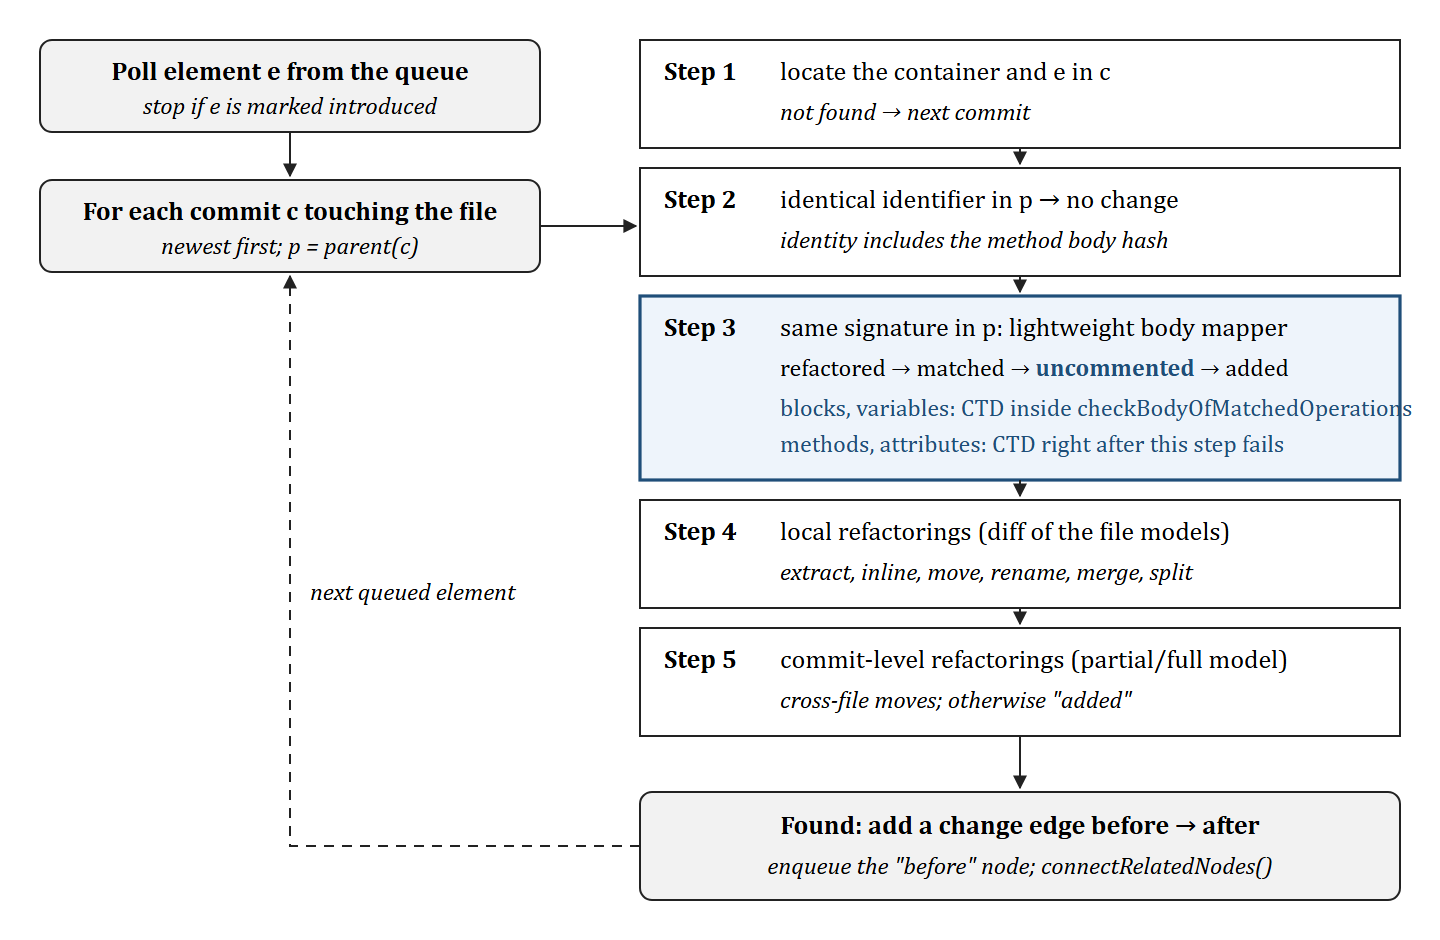 Poll element e from the queue
stop if e is marked introduced
For each commit c touching the file
newest first; p = parent(c)
next queued element
Step 1 locate the container and e in c
not found → next commit
Step 2 identical identifier in p → no change
identity includes the method body hash
Step 3 same signature in p: lightweight body mapper
refactored → matched → uncommented → added
blocks, variables: CTD inside checkBodyOfMatchedOperations
methods, attributes: CTD right after this step fails
Step 4 local refactorings (diff of the file models)
extract, inline, move, rename, merge, split
Step 5 commit-level refactorings (partial/full model)
cross-file moves; otherwise "added"
Found: add a change edge before → after
enqueue the "before" node; connectRelatedNodes()